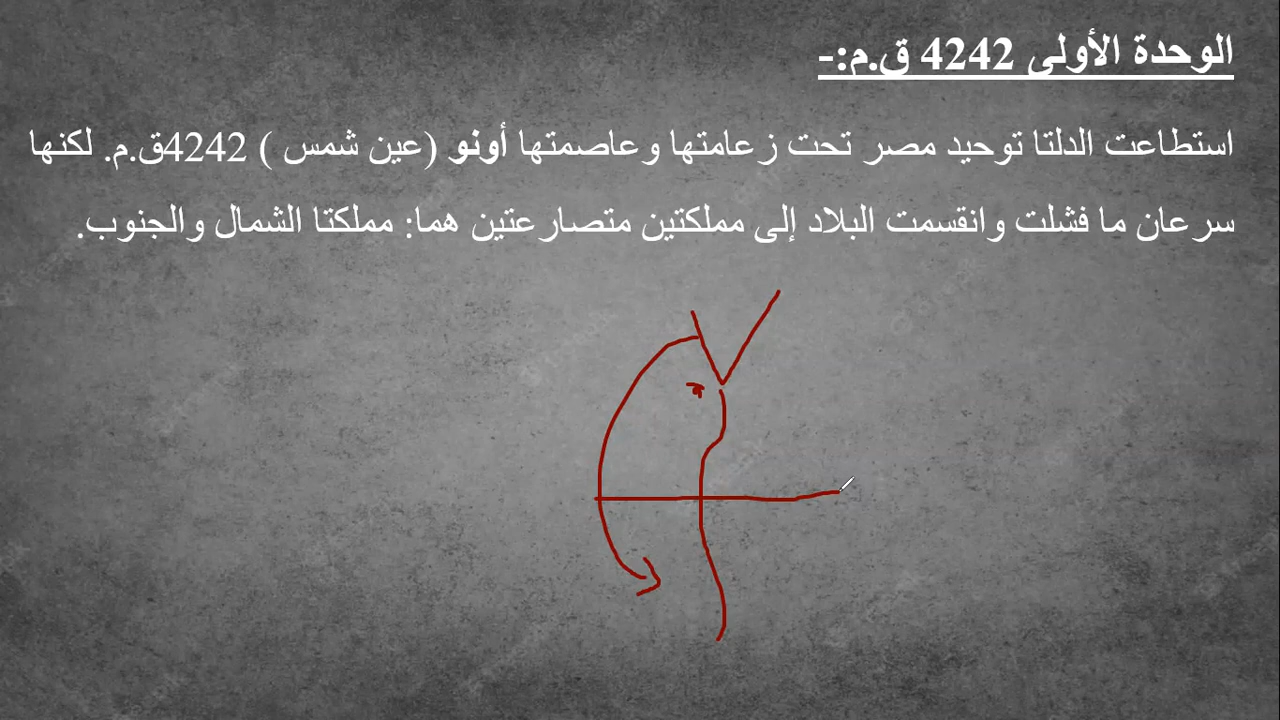 الوحدة الأولى 4242 ق.م:-
استطاعت الدلتا توحيد مصر تحت زعامتها وعاصمتها أونو (عين شمس ) 4242ق.م. لكنها
سرعان ما فشلت وانقسمت البلاد إلى مملكتين متصارعتين هما: مملكتا الشمال والجنوب.